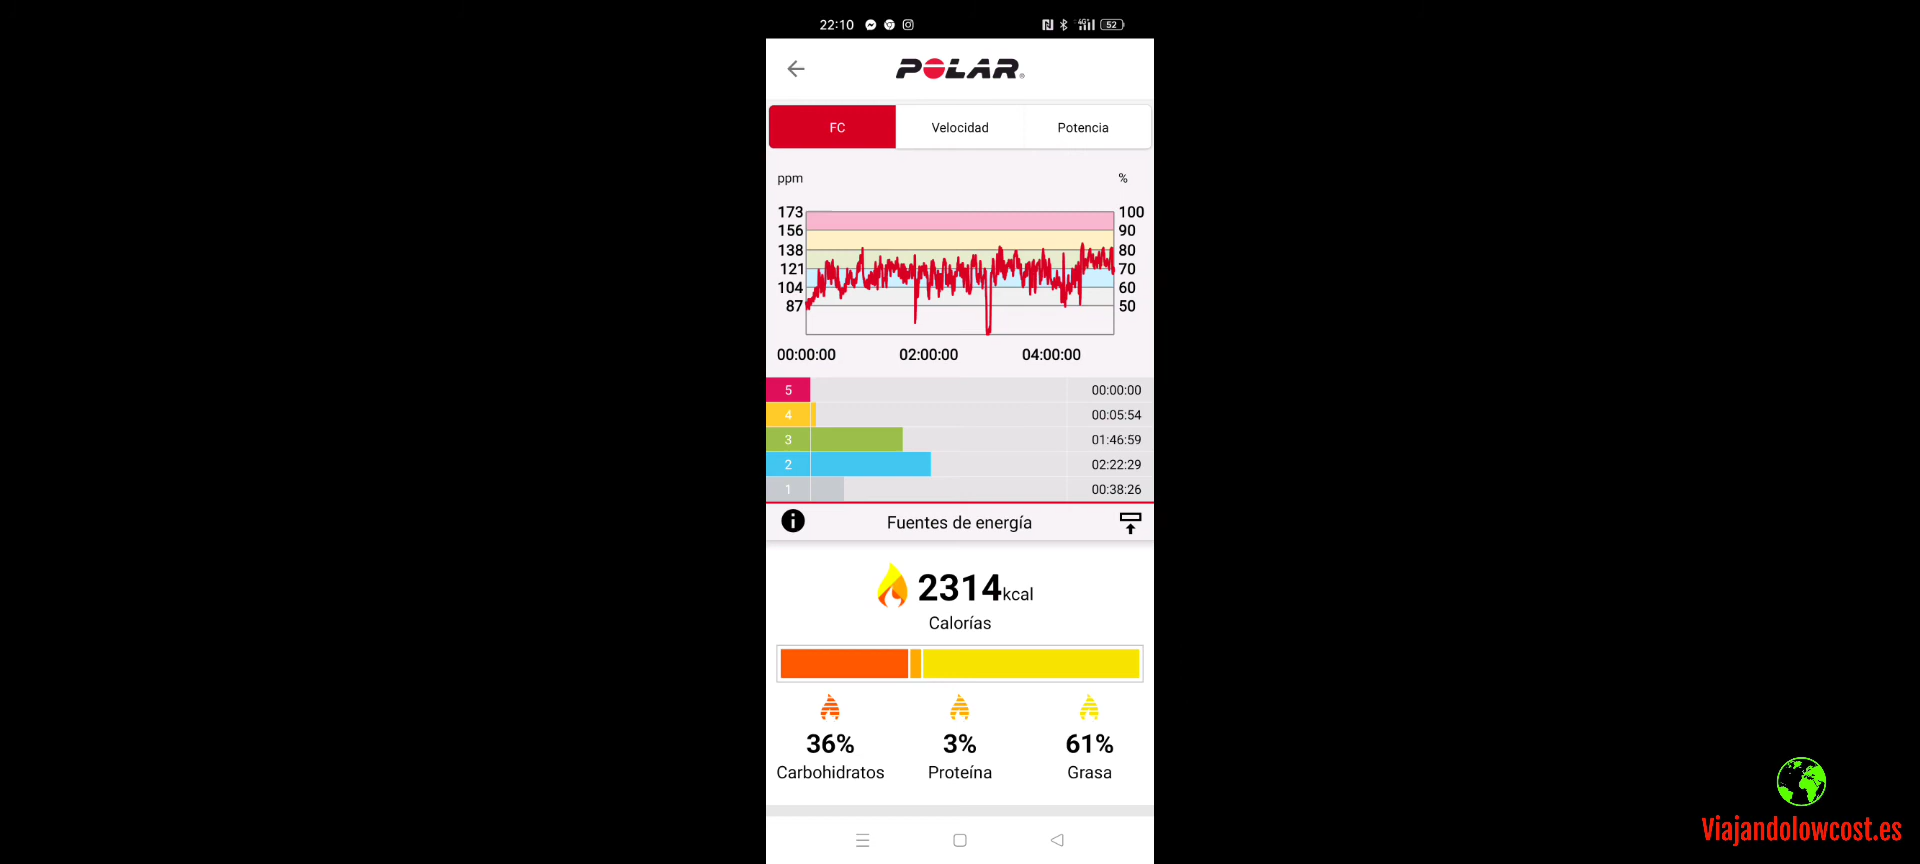 22:10 52
POLAR
FC Velocidad Potencia
ppm %
173 100
156 90
138 80
121 70
104 60
87 50
00:00:00 02:00:00 04:00:00
5 00:00:00
4 00:05:54
3 01:46:59
2 02:22:29
1 00:38:26
Fuentes de energía
2314kcal
Calorías
36% 3% 61%
Carbohidratos Proteína Grasa
Viajandolowcost.es